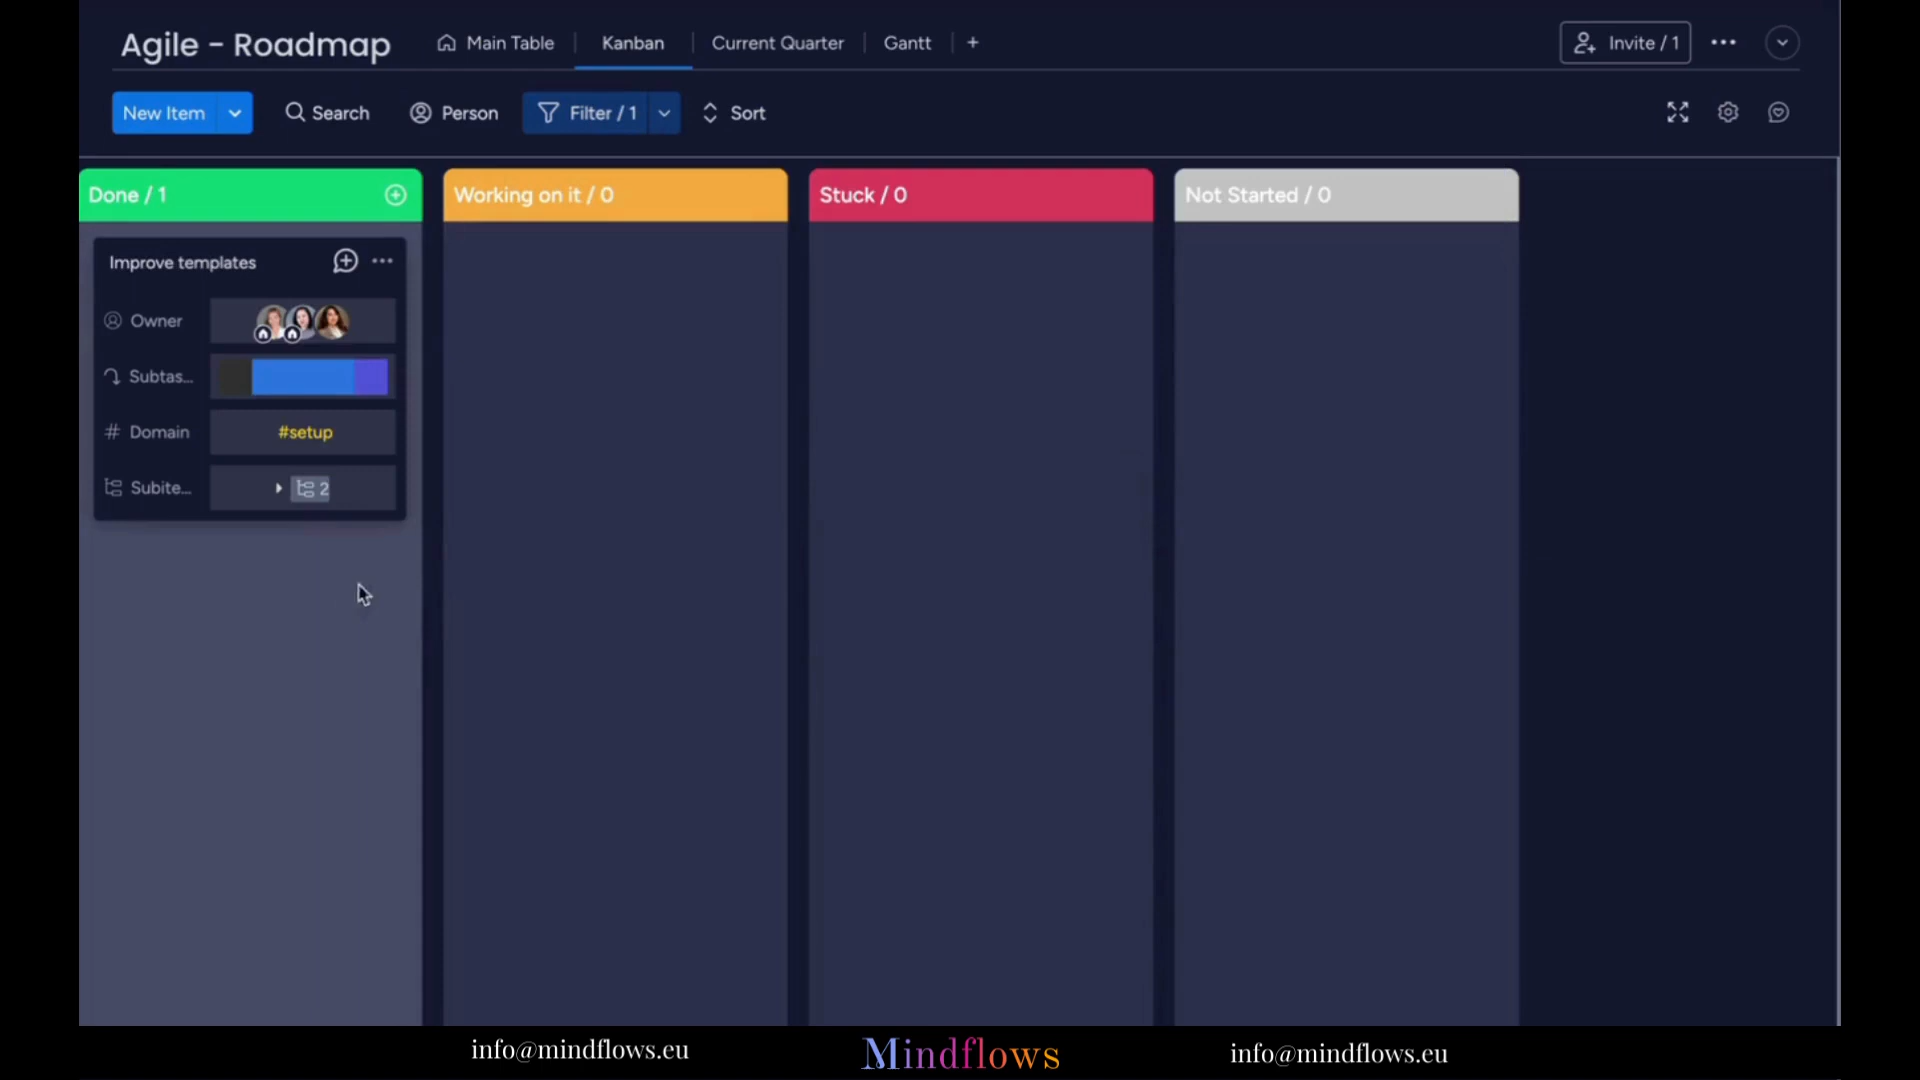 Agile - Roadmap
Main Table
Kanban
Current Quarter
Gantt
+
Invite / 1
New Item
Search
Person
Filter / 1
Sort
Done / 1
Working on it / 0
Stuck / 0
Not Started / 0
Improve templates
Owner
Subtas...
# Domain
#setup
Subite...
2
info@mindflows.eu
Mindflows
info@mindflows.eu